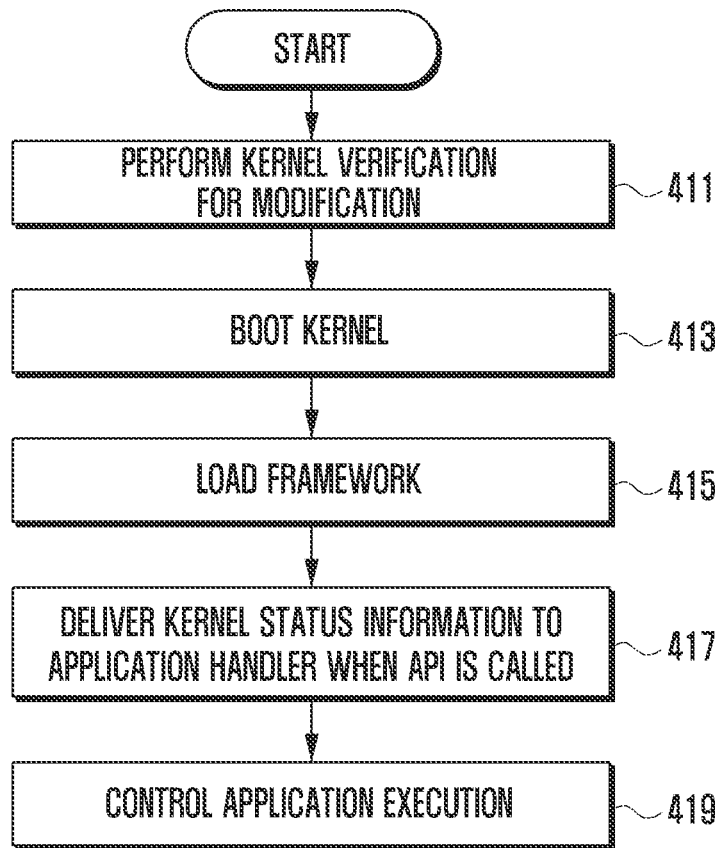 START
PERFORM KERNEL VERIFICATION
FOR MODIFICATION
411
BOOT KERNEL
413
LOAD FRAMEWORK
415
DELIVER KERNEL STATUS INFORMATION TO
APPLICATION HANDLER WHEN API IS CALLED
417
CONTROL APPLICATION EXECUTION
419